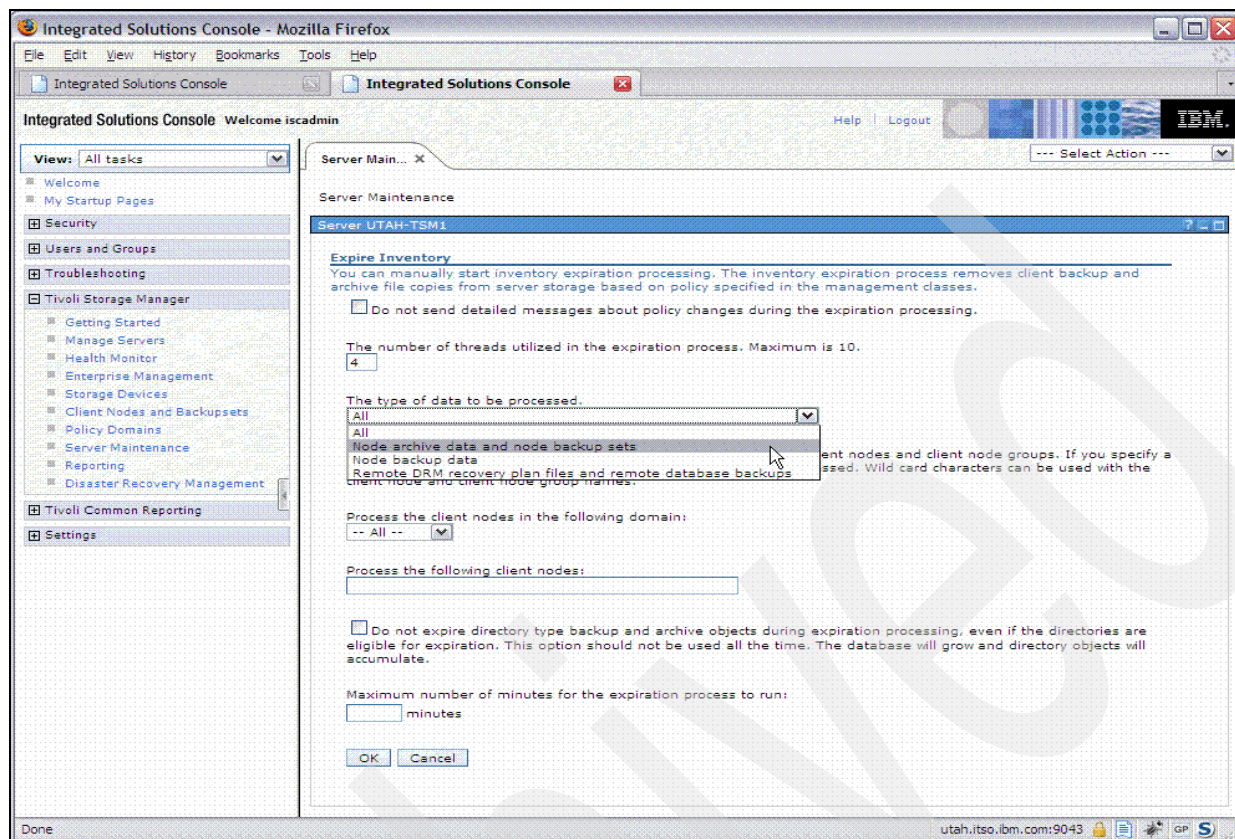 Integrated Solutions Console - Mozilla Firefox
File Edit View History Bookmarks Tools Help
Integrated Solutions Console
Integrated Solutions Console
Integrated Solutions Console Welcome iscadmin
Help Logout
IBM.
View: All tasks
Welcome
My Startup Pages
Security
Users and Groups
Troubleshooting
Tivoli Storage Manager
Getting Started
Manage Servers
Health Monitor
Enterprise Management
Storage Devices
Client Nodes and Backupsets
Policy Domains
Server Maintenance
Reporting
Disaster Recovery Management
Tivoli Common Reporting
Settings
Server Main...
--- Select Action ---
Server Maintenance
Server UTAH-TSM1
Expire Inventory
You can manually start inventory expiration processing. The inventory expiration process removes client backup and
archive file copies from server storage based on policy specified in the management classes.
Do not send detailed messages about policy changes during the expiration processing.
The number of threads utilized in the expiration process. Maximum is 10.
4
The type of data to be processed.
All
All
Node archive data and node backup sets
Node backup data
Remote DRM recovery plan files and remote database backups
ent nodes and client node groups. If you specify a
ssed. Wild card characters can be used with the
client node and client node group names.
Process the client nodes in the following domain:
-- All --
Process the following client nodes:
Do not expire directory type backup and archive objects during expiration processing, even if the directories are
eligible for expiration. This option should not be used all the time. The database will grow and directory objects will
accumulate.
Maximum number of minutes for the expiration process to run:
minutes
OK Cancel
Done
utah.itso.ibm.com:9043
GP S